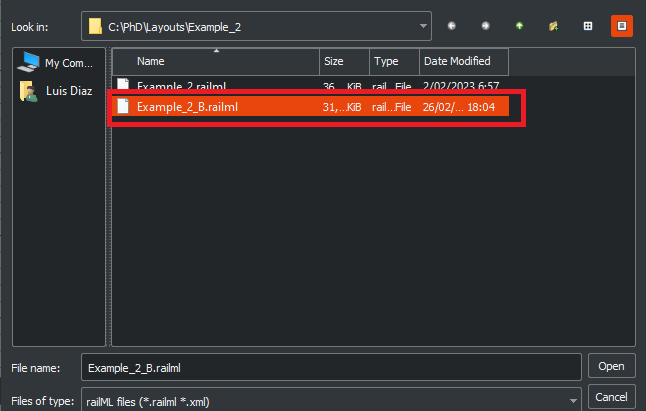 Look in: C:\PhD\Layouts\Example_2
My Com...
Luis Diaz
Name Size Type Date Modified
Example_2.railml 36 ...KiB rail...File 2/02/2023 6:57
Example_2_B.railml 31,...KiB rail...File 26/02/... 18:04
File name: Example_2_B.railml Open
Files of type: railML files (*.railml *.xml) Cancel